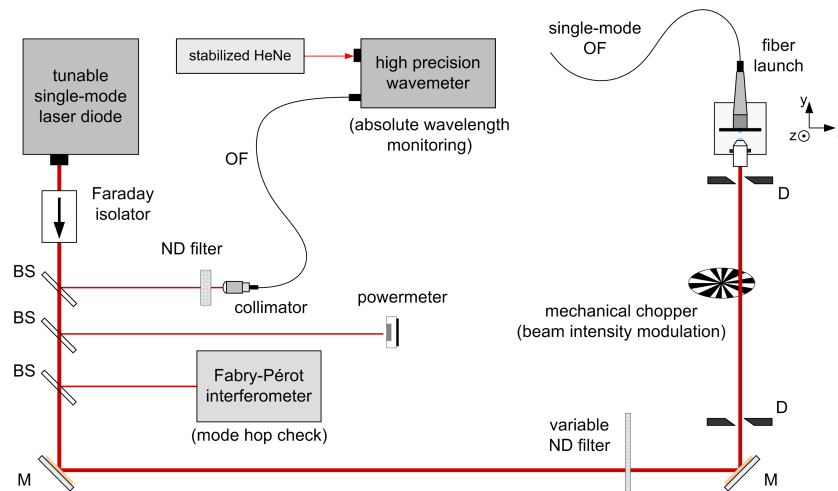 tunable
single-mode
laser diode
stabilized HeNe
high precision
wavemeter
(absolute wavelength
monitoring)
single-mode
OF
fiber
launch
y
z
OF
Faraday
isolator
D
ND filter
BS
collimator
powermeter
mechanical chopper
(beam intensity modulation)
BS
BS
Fabry-Pérot
interferometer
(mode hop check)
variable
ND filter
D
M
M